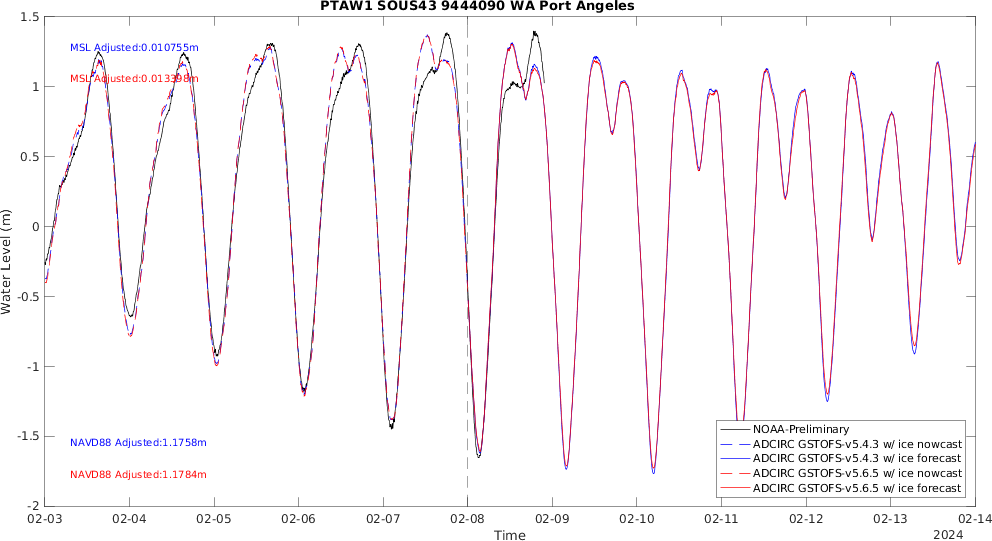 PTAW1 SOUS43 9444090 WA Port Angeles
1.5
1
0.5
0
-0.5
-1
-1.5
-2
Water Level (m)
MSL Adjusted:0.010755m
MSL Adjusted:0.013398m
NAVD88 Adjusted:1.1758m
NAVD88 Adjusted:1.1784m
NOAA-Preliminary
ADCIRC GSTOFS-v5.4.3 w/ ice nowcast
ADCIRC GSTOFS-v5.4.3 w/ ice forecast
ADCIRC GSTOFS-v5.6.5 w/ ice nowcast
ADCIRC GSTOFS-v5.6.5 w/ ice forecast
02-03 02-04 02-05 02-06 02-07 02-08 02-09 02-10 02-11 02-12 02-13 02-14
Time
2024